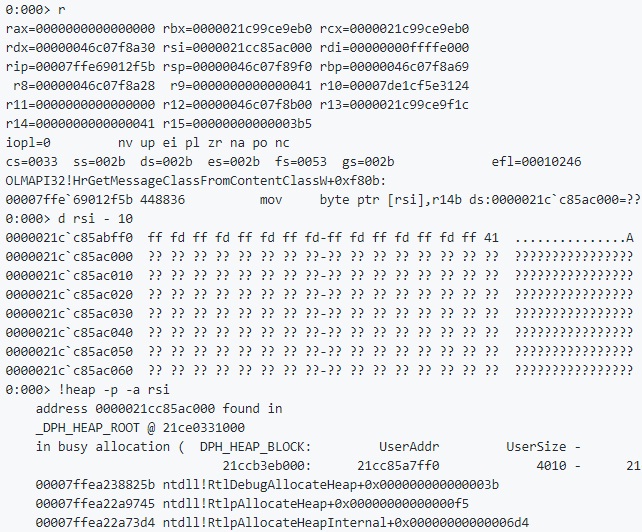 0:000> r
rax=0000000000000000 rbx=0000021c99ce9eb0 rcx=0000021c99ce9eb0
rdx=00000046c07f8a30 rsi=0000021cc85ac000 rdi=00000000ffffe000
rip=00007ffe69012f5b rsp=00000046c07f89f0 rbp=00000046c07f8a69
r8=00000046c07f8a28 r9=0000000000000041 r10=00007de1cf5e3124
r11=0000000000000000 r12=00000046c07f8b00 r13=0000021c99ce9f1c
r14=0000000000000041 r15=00000000000003b5
iopl=0 nv up ei pl zr na po nc
cs=0033 ss=002b ds=002b es=002b fs=0053 gs=002b efl=00010246
OLMAPI32!HrGetMessageClassFromContentClassW+0xf80b:
00007ffe`69012f5b 448836 mov byte ptr [rsi],r14b ds:0000021c`c85ac000=??
0:000> d rsi - 10
0000021c`c85abff0 ff fd ff fd ff fd ff fd-ff fd ff fd ff fd ff 41 ...............A
0000021c`c85ac000 ?? ?? ?? ?? ?? ?? ?? ??-?? ?? ?? ?? ?? ?? ?? ?? ????????????????
0000021c`c85ac010 ?? ?? ?? ?? ?? ?? ?? ??-?? ?? ?? ?? ?? ?? ?? ?? ????????????????
0000021c`c85ac020 ?? ?? ?? ?? ?? ?? ?? ??-?? ?? ?? ?? ?? ?? ?? ?? ????????????????
0000021c`c85ac030 ?? ?? ?? ?? ?? ?? ?? ??-?? ?? ?? ?? ?? ?? ?? ?? ????????????????
0000021c`c85ac040 ?? ?? ?? ?? ?? ?? ?? ??-?? ?? ?? ?? ?? ?? ?? ?? ????????????????
0000021c`c85ac050 ?? ?? ?? ?? ?? ?? ?? ??-?? ?? ?? ?? ?? ?? ?? ?? ????????????????
0000021c`c85ac060 ?? ?? ?? ?? ?? ?? ?? ??-?? ?? ?? ?? ?? ?? ?? ?? ????????????????
0:000> !heap -p -a rsi
address 0000021cc85ac000 found in
_DPH_HEAP_ROOT @ 21ce0331000
in busy allocation ( DPH_HEAP_BLOCK: UserAddr UserSize -
21ccb3eb000: 21cc85a7ff0 4010 - 21
00007ffea238825b ntdll!RtlDebugAllocateHeap+0x000000000000003b
00007ffea22a9745 ntdll!RtlpAllocateHeap+0x00000000000000f5
00007ffea22a73d4 ntdll!RtlpAllocateHeapInternal+0x00000000000006d4